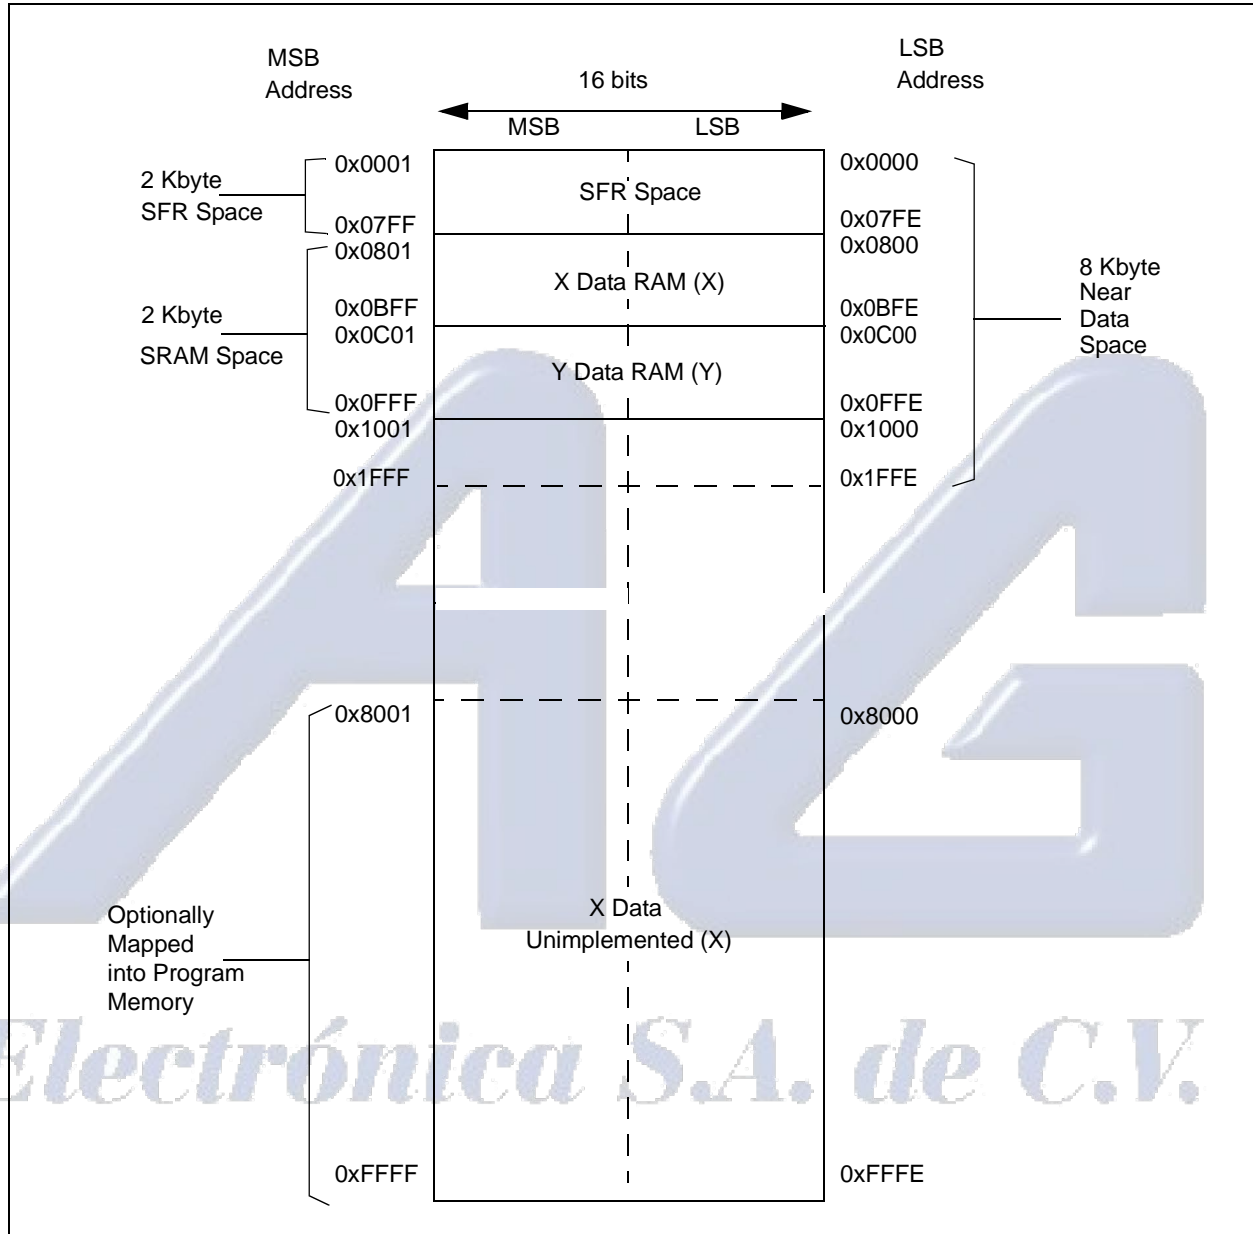 MSB
Address
LSB
Address
16 bits
MSB
LSB
0x0001
0x0000
2 Kbyte
SFR Space
SFR Space
0x07FF
0x07FE
0x0801
0x0800
X Data RAM (X)
8 Kbyte
Near
Data
Space
0x0BFF
0x0BFE
2 Kbyte
SRAM Space
0x0C01
0x0C00
Y Data RAM (Y)
0x0FFF
0x0FFE
0x1001
0x1000
0x1FFF
0x1FFE
0x8001
0x8000
Optionally
Mapped
into Program
Memory
X Data
Unimplemented (X)
AG
Electrónica S.A. de C.V.
0xFFFF
0xFFFE